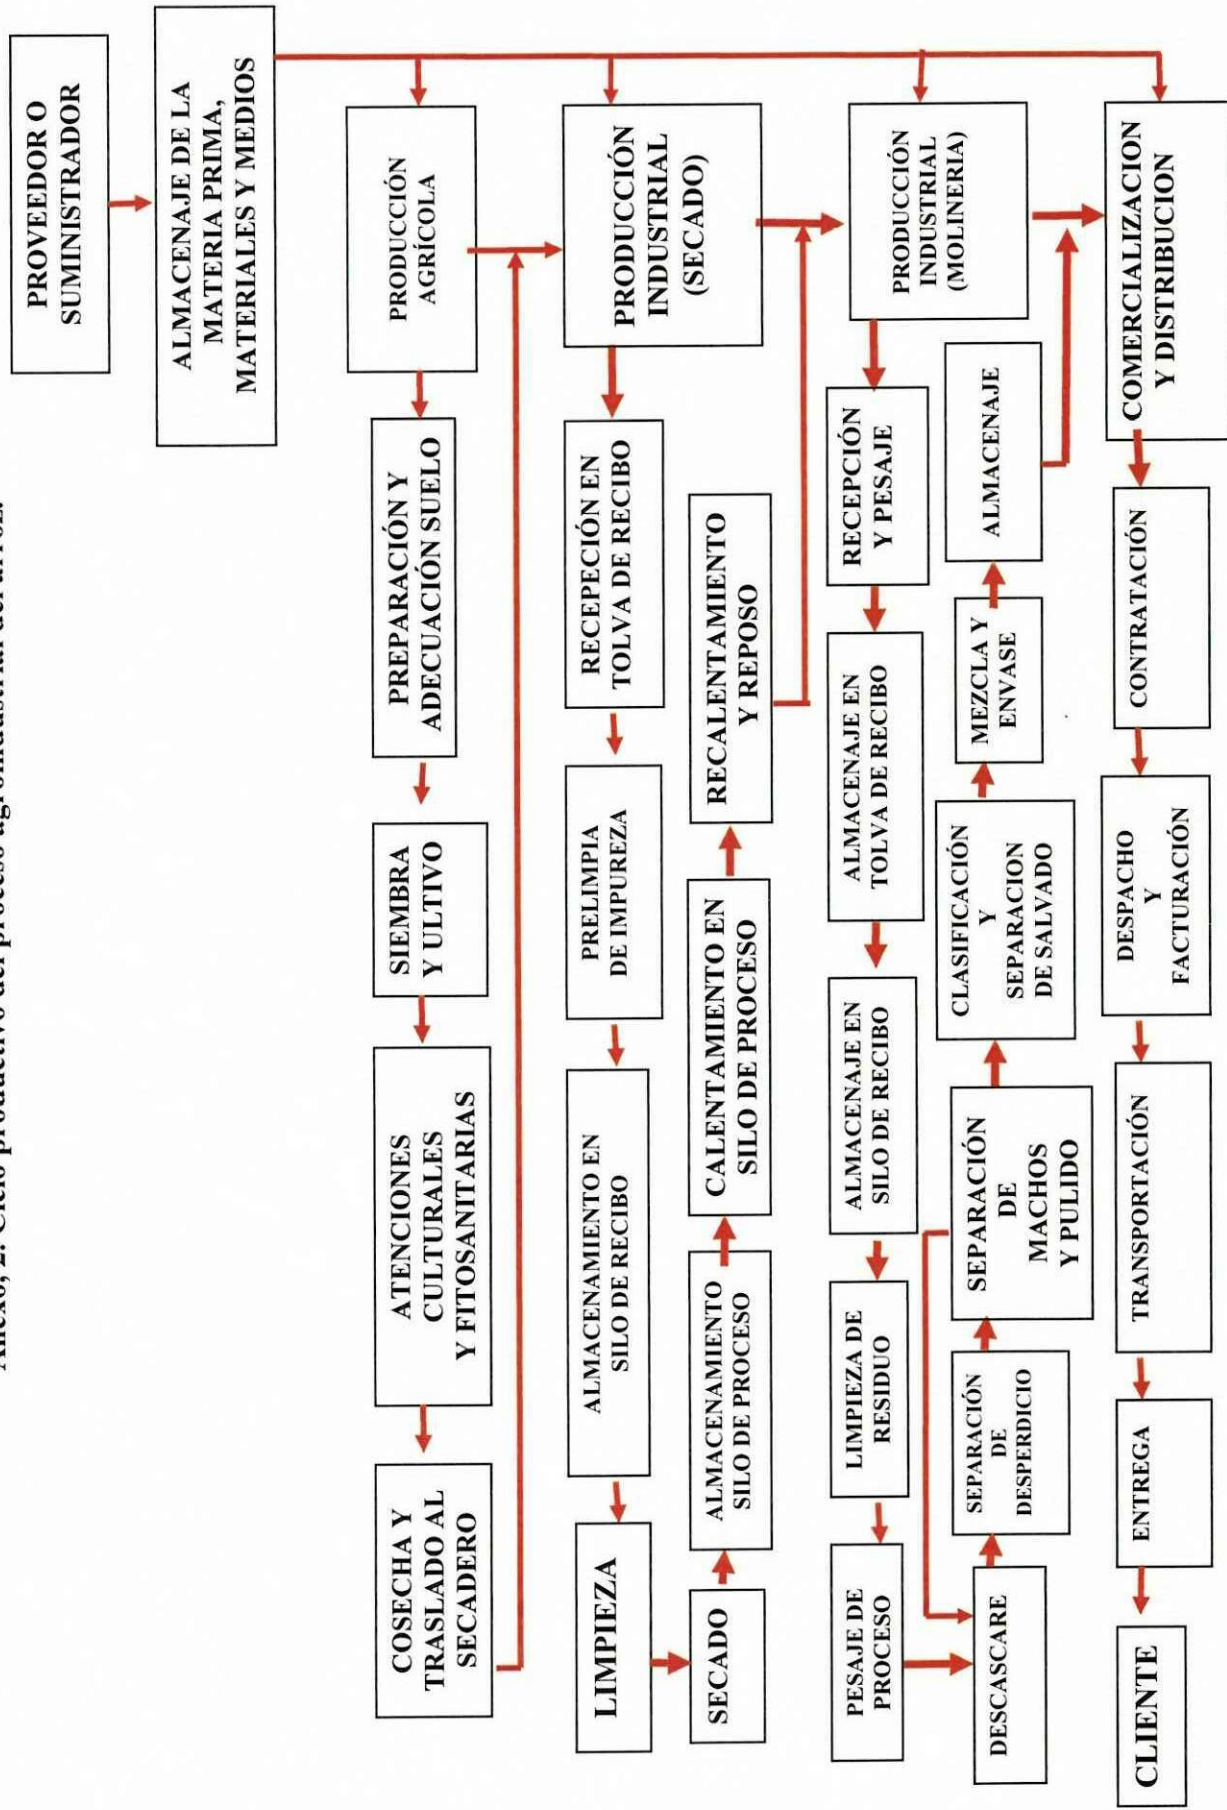 Anexo, 2. Ciclo productivo del proceso agroindustrial del arroz.
PROVEEDOR O
SUMINISTRADOR
ALMACENAJE DE LA
MATERIA PRIMA,
MATERIALES Y MEDIOS
PRODUCCIÓN
AGRÍCOLA
PREPARACIÓN Y
ADECUACIÓN SUELO
SIEMBRA
Y ULTIVO
ATENCIONES
CULTURALES
Y FITOSANITARIAS
COSECHA Y
TRASLADO AL
SECADERO
PRODUCCIÓN
INDUSTRIAL
(SECADO)
RECEPECIÓN EN
TOLVA DE RECIBO
PRELIMPIA
DE IMPUREZA
ALMACENAMIENTO EN
SILO DE RECIBO
LIMPIEZA
SECADO
ALMACENAMIENTO
SILO DE PROCESO
CALENTAMIENTO EN
SILO DE PROCESO
RECALENTAMIENTO
Y REPOSO
PRODUCCIÓN
INDUSTRIAL
(MOLINERIA)
RECEPCIÓN
Y PESAJE
ALMACENAJE EN
TOLVA DE RECIBO
ALMACENAJE EN
SILO DE RECIBO
LIMPIEZA DE
RESIDUO
PESAJE DE
PROCESO
DESCASCARE
SEPARACIÓN
DE
DESPERDICIO
SEPARACIÓN
DE
MACHOS
Y PULIDO
CLASIFICACIÓN
Y
SEPARACION
DE SALVADO
MEZCLA Y
ENVASE
ALMACENAJE
COMERCIALIZACION
Y DISTRIBUCION
CONTRATACIÓN
DESPACHO
Y
FACTURACIÓN
TRANSPORTACIÓN
ENTREGA
CLIENTE